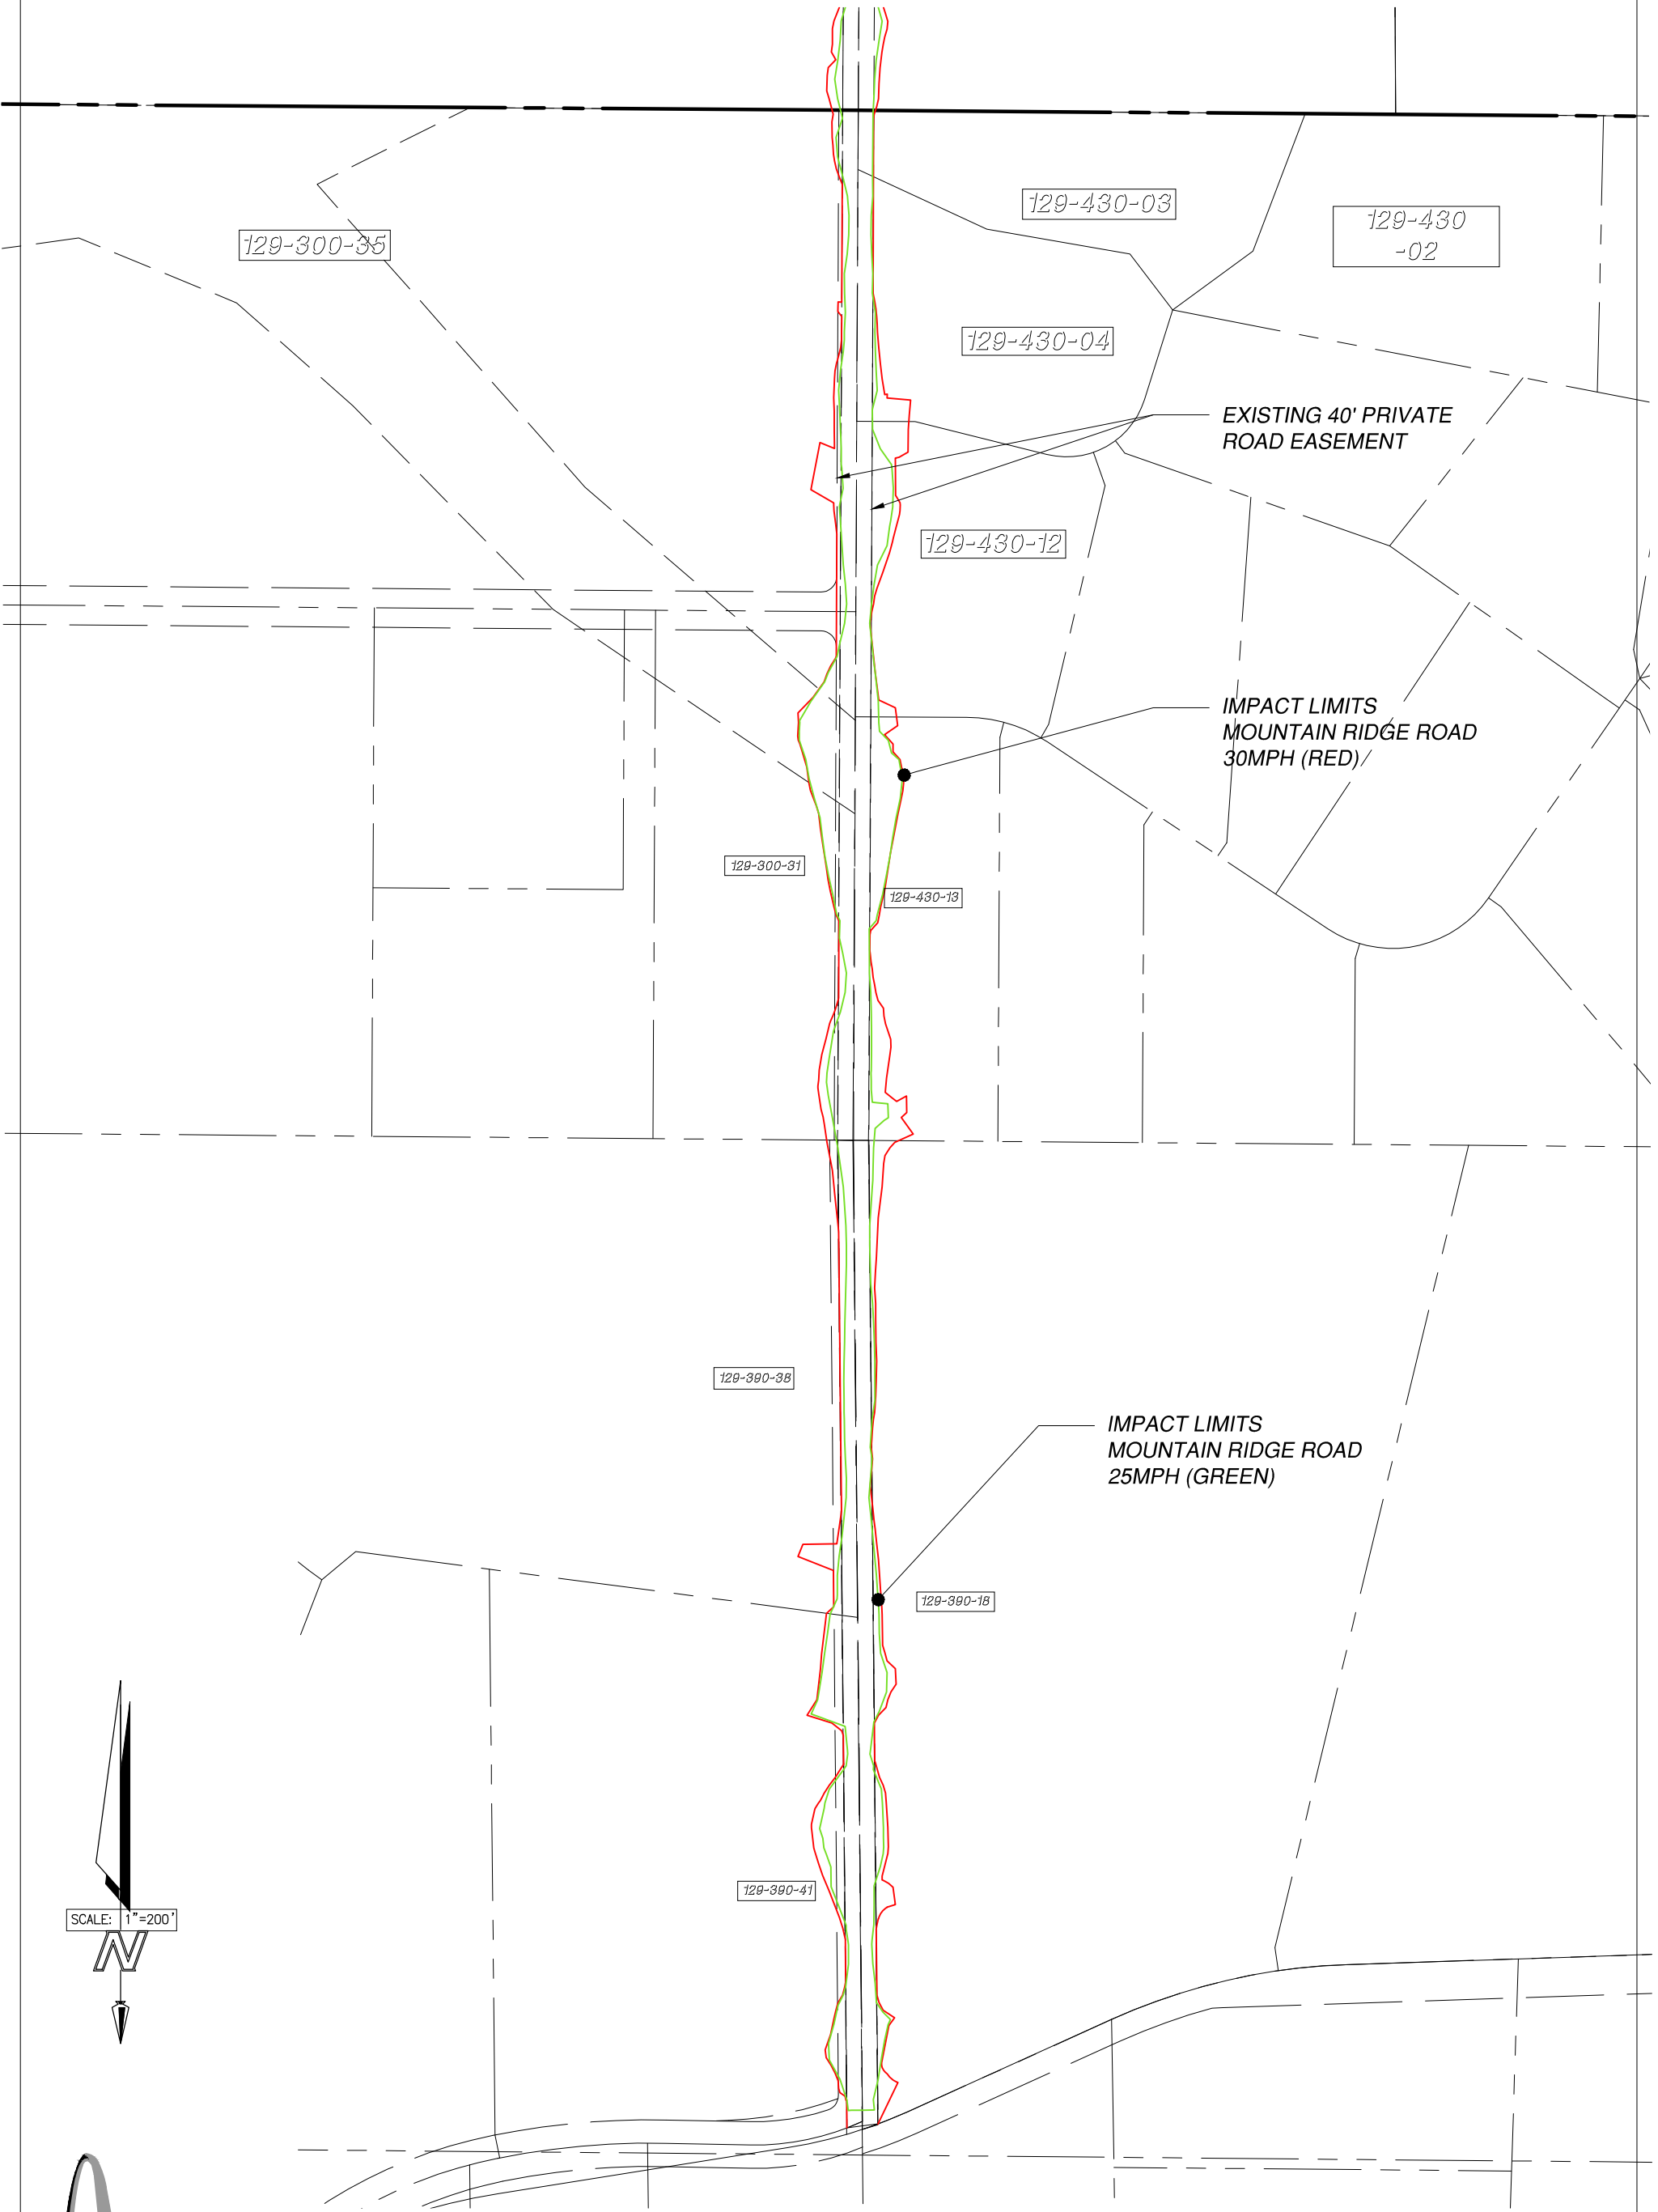 129-430-03
129-430
-02
129-300-35
129-430-04
EXISTING 40' PRIVATE
ROAD EASEMENT
129-430-12
IMPACT LIMITS
MOUNTAIN RIDGE ROAD
30MPH (RED)
129-300-31
129-430-13
129-390-38
IMPACT LIMITS
MOUNTAIN RIDGE ROAD
25MPH (GREEN)
129-390-18
129-390-41
SCALE: 1"=200'
N